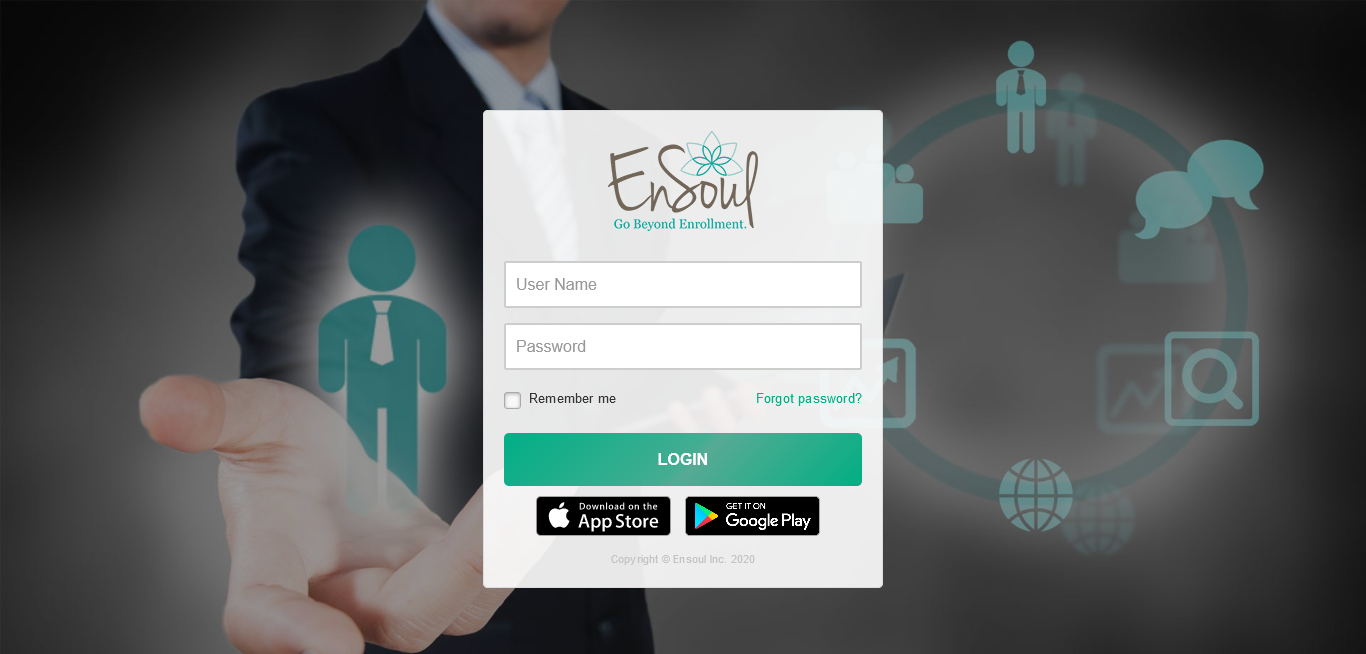 EnSoul
Go Beyond Enrollment.
User Name
Password
Remember me
Forgot password?
LOGIN
Download on the
App Store
GET IT ON
Google Play
Copyright © Ensoul Inc. 2020